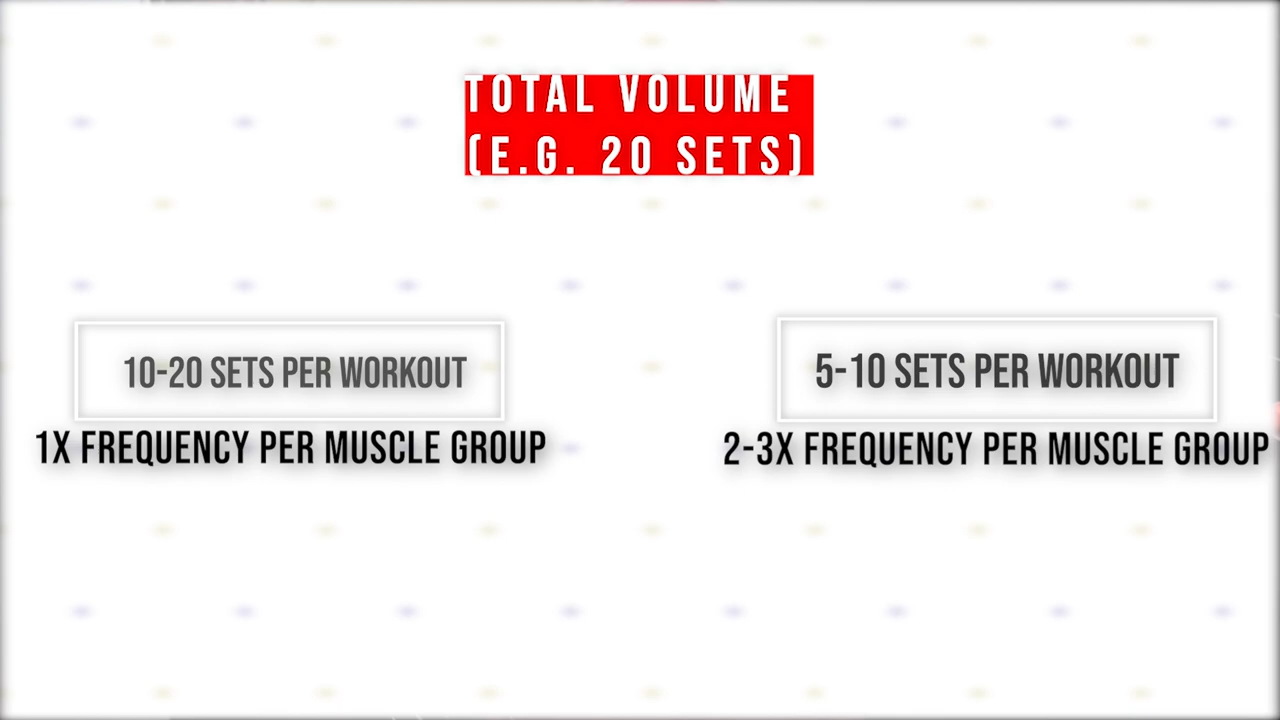 TOTAL VOLUME
(E.G. 20 SETS)
10-20 SETS PER WORKOUT
1X FREQUENCY PER MUSCLE GROUP
5-10 SETS PER WORKOUT
2-3X FREQUENCY PER MUSCLE GROUP